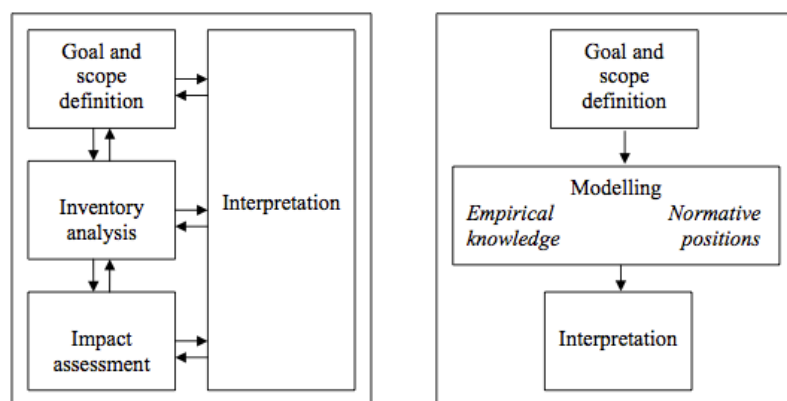 Goal and
scope
definition
Inventory
analysis
Impact
assessment
Interpretation
Goal and
scope
definition
Modelling
Empirical
knowledge
Normative
positions
Interpretation